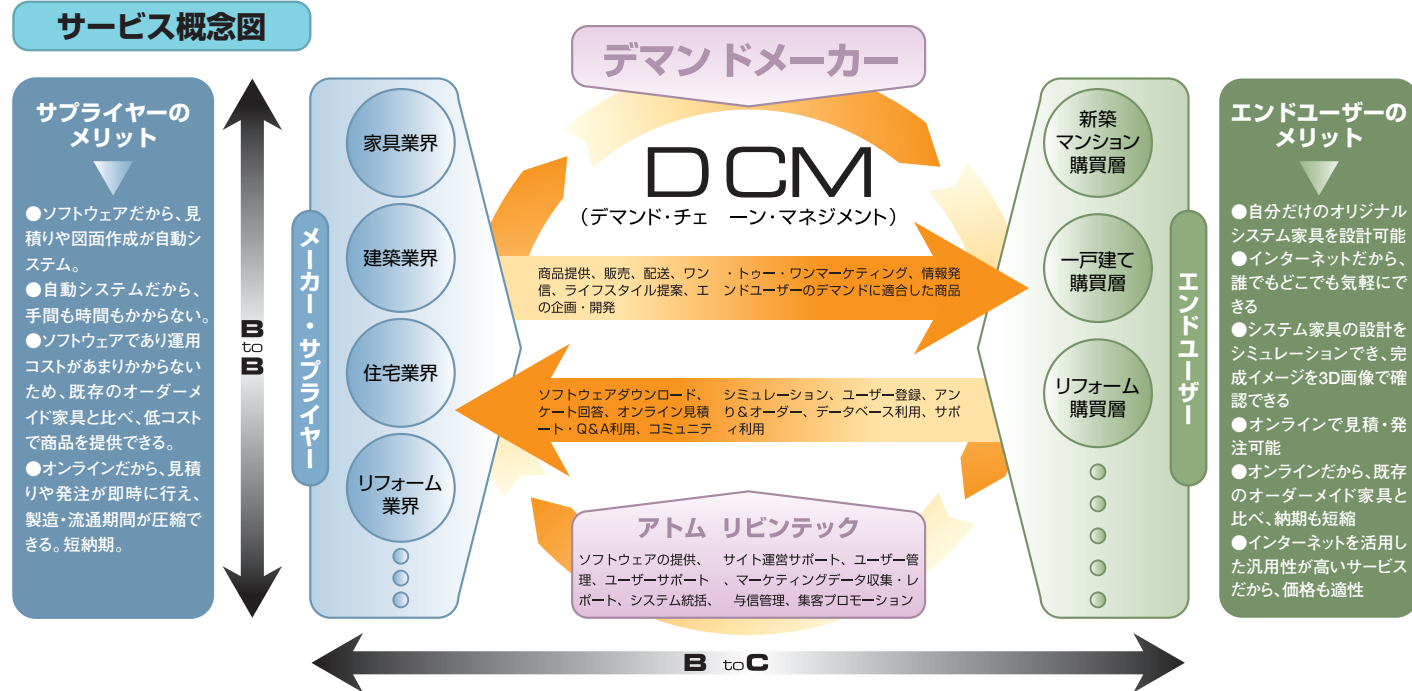 サービス概念図
サプライヤーの
メリット
●ソフトウェアだから、見
積りや図面作成が自動シ
ステム。
●自動システムだから、
手間も時間もかからない。
●ソフトウェアであり運用
コストがあまりかからない
ため、既存のオーダーメ
イド家具と比べ、低コスト
で商品を提供できる。
●オンラインだから、見積
りや発注が即時に行え、
製造・流通期間が圧縮で
きる。短納期。
B
to
B
メーカー・サプライヤー
家具業界
建築業界
住宅業界
リフォーム
業界
デマンドメーカー
DCM
（デマンド・チェーン・マネジメント）
商品提供、販売、配送、ワン・トゥー・ワンマーケティング、情報発
信、ライフスタイル提案、エンドユーザーのデマンドに適合した商品
の企画・開発
ソフトウェアダウンロード、シミュレーション、ユーザー登録、アン
ケート回答、オンライン見積り&オーダー、データベース利用、サポ
ート・Q&A利用、コミュニティ利用
アトムリビンテック
ソフトウェアの提供、サイト運営サポート、ユーザー管
理、ユーザーサポート、マーケティングデータ収集・レ
ポート、システム統括、与信管理、集客プロモーション
新築
マンション
購買層
一戸建て
購買層
リフォーム
購買層
エンドユーザー
エンドユーザーの
メリット
●自分だけのオリジナル
システム家具を設計可能
●インターネットだから、
誰でもどこでも気軽にで
きる
●システム家具の設計を
シミュレーションでき、完
成イメージを3D画像で確
認できる
●オンラインで見積・発
注可能
●オンラインだから、既存
のオーダーメイド家具と
比べ、納期も短縮
●インターネットを活用し
た汎用性が高いサービス
だから、価格も適性
B to C